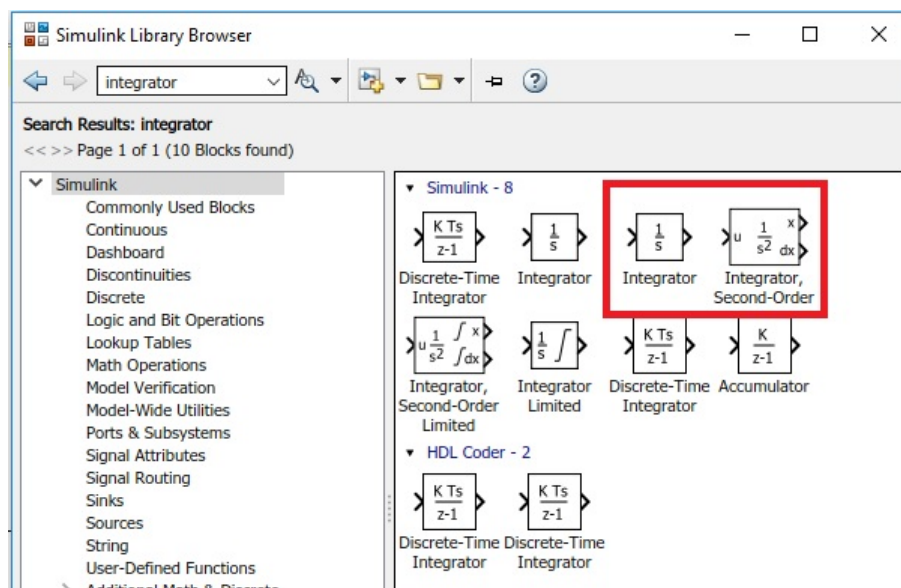 Simulink Library Browser
integrator
Search Results: integrator
<< >> Page 1 of 1 (10 Blocks found)
Simulink
Commonly Used Blocks
Continuous
Dashboard
Discontinuities
Discrete
Logic and Bit Operations
Lookup Tables
Math Operations
Model Verification
Model-Wide Utilities
Ports & Subsystems
Signal Attributes
Signal Routing
Sinks
Sources
String
User-Defined Functions
Additional Math & Discrete
Simulink - 8
K Ts
z-1
Discrete-Time
Integrator
1
s
Integrator
1
s
Integrator
u 1 x
s2 dx
Integrator,
Second-Order
u 1 ∫ x
s2 ∫dx
Integrator,
Second-Order
Limited
1 ∫
s
Integrator
Limited
K Ts
z-1
Discrete-Time
Integrator
K
z-1
Accumulator
HDL Coder - 2
K Ts
z-1
Discrete-Time
Integrator
K Ts
z-1
Discrete-Time
Integrator